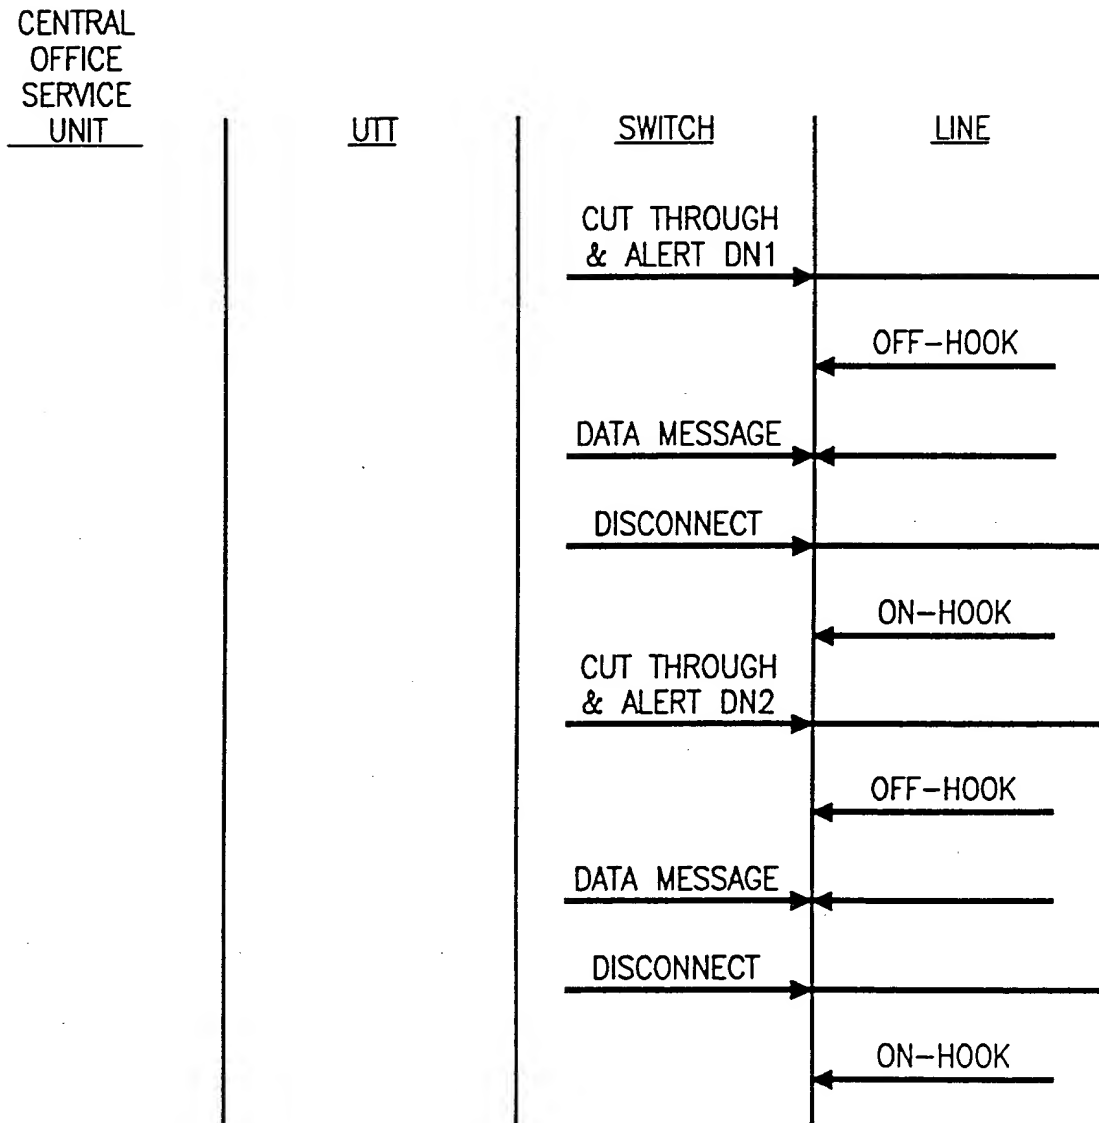 CENTRAL
OFFICE
SERVICE
UNIT
UTT
SWITCH
LINE
CUT THROUGH
& ALERT DN1
OFF-HOOK
DATA MESSAGE
DISCONNECT
ON-HOOK
CUT THROUGH
& ALERT DN2
OFF-HOOK
DATA MESSAGE
DISCONNECT
ON-HOOK